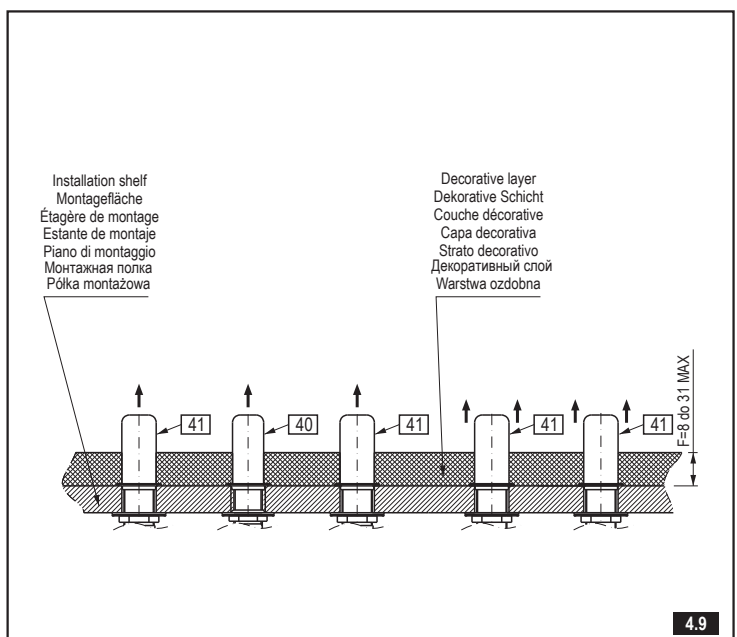 Installation shelf
Montagefläche
Étagère de montage
Estante de montaje
Piano di montaggio
Монтажная полка
Półka montażowa
Decorative layer
Dekorative Schicht
Couche décorative
Capa decorativa
Strato decorativo
Декоративный слой
Warstwa ozdobna
F=8 do 31 MAX
41
40
41
41
41
4.9